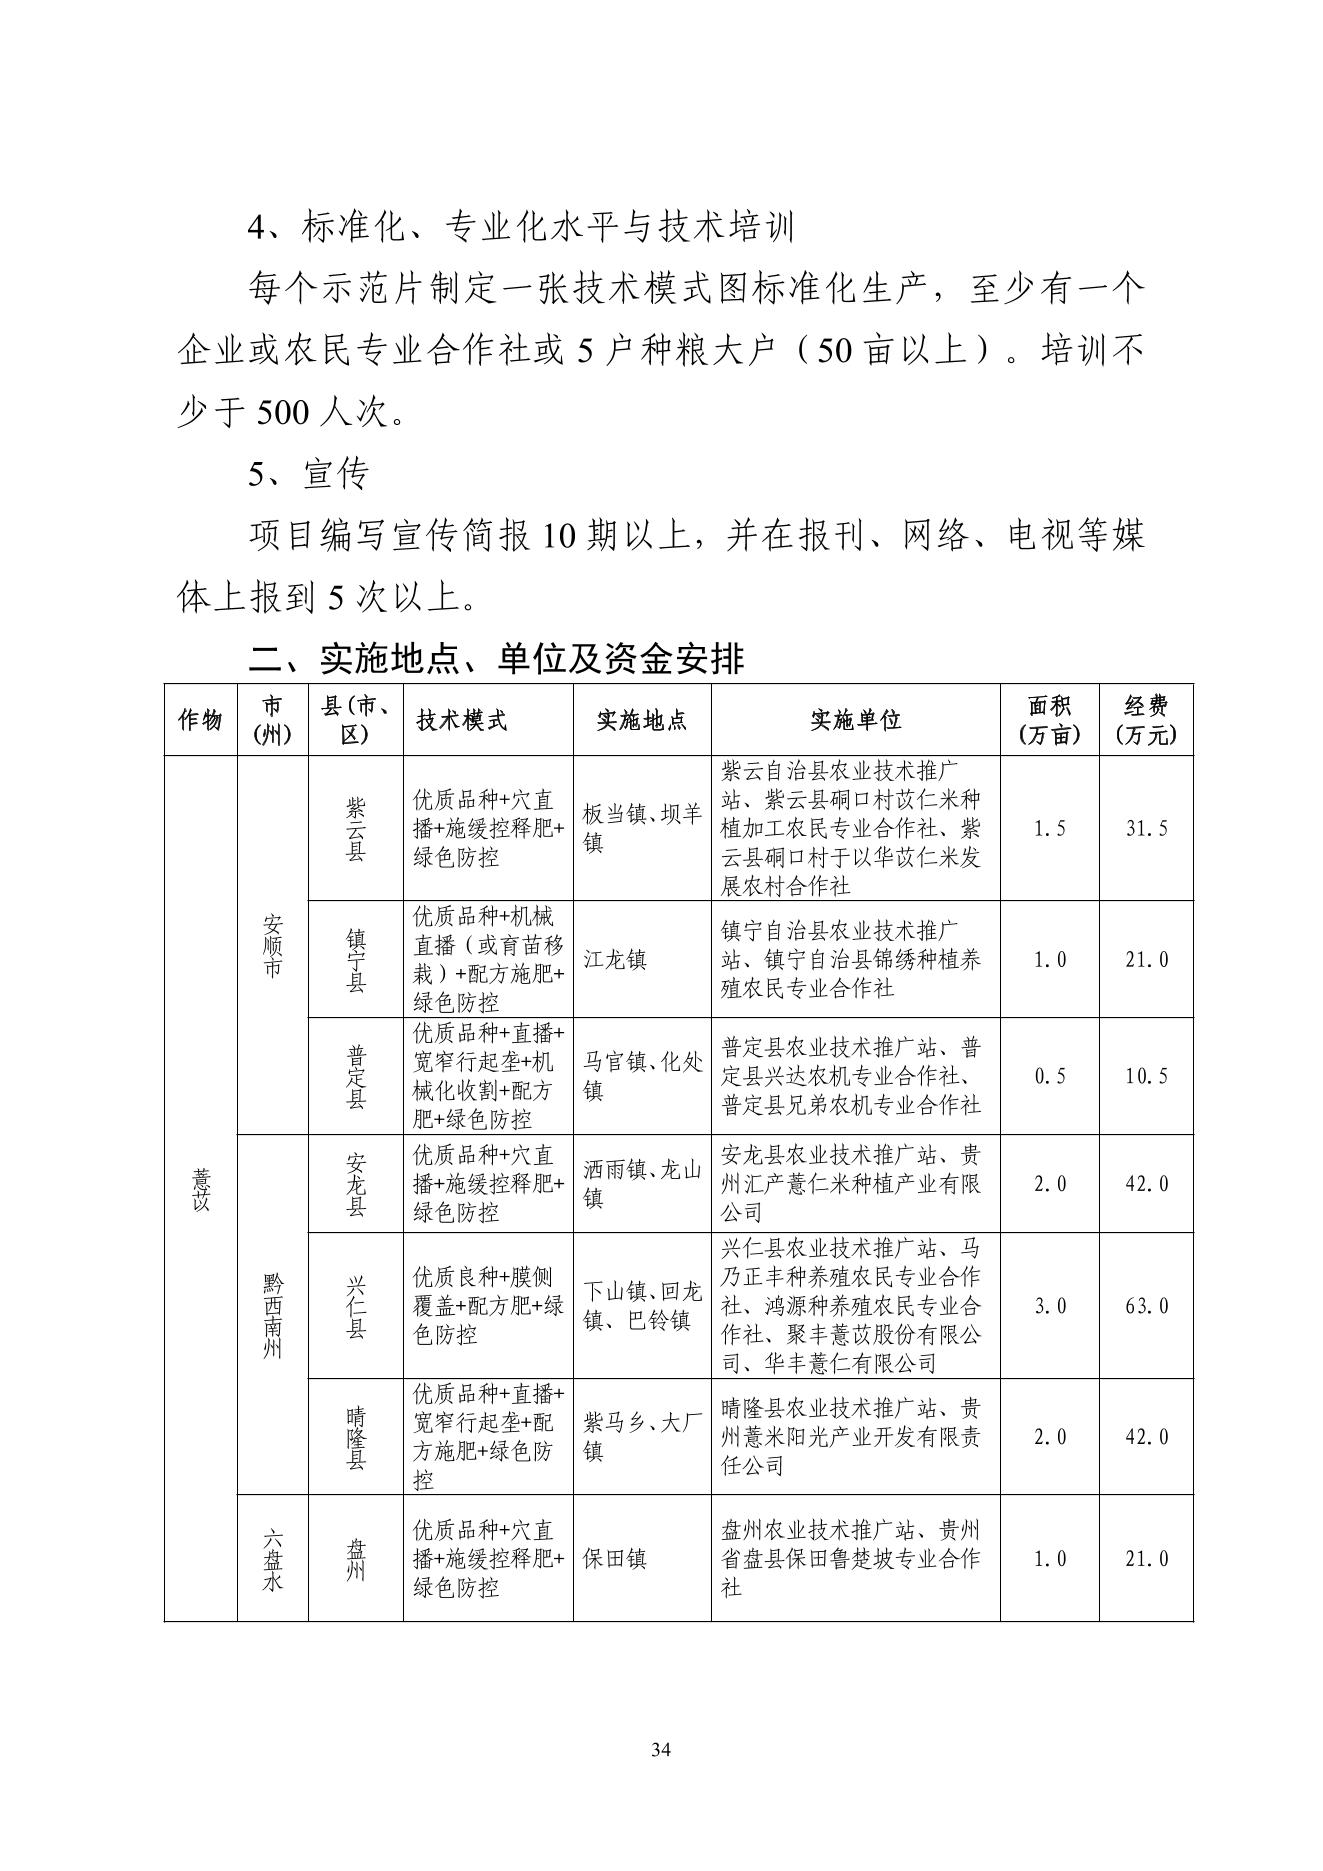 4、标准化、专业化水平与技术培训
每个示范片制定一张技术模式图标准化生产，至少有一个
企业或农民专业合作社或 5 户种粮大户（50 亩以上）。培训不
少于 500 人次。
5、宣传
项目编写宣传简报 10 期以上，并在报刊、网络、电视等媒
体上报到 5 次以上。
二、实施地点、单位及资金安排
作物
市
(州)
县(市、
区)
技术模式
实施地点
实施单位
面积
(万亩)
经费
(万元)
薏苡
安顺市
紫云县
优质品种+穴直
播+施缓控释肥+
绿色防控
板当镇、坝羊
镇
紫云自治县农业技术推广
站、紫云县硐口村苡仁米种
植加工农民专业合作社、紫
云县硐口村于以华苡仁米发
展农村合作社
1.5
31.5
镇宁县
优质品种+机械
直播（或育苗移
栽）+配方施肥+
绿色防控
江龙镇
镇宁自治县农业技术推广
站、镇宁自治县锦绣种植养
殖农民专业合作社
1.0
21.0
普定县
优质品种+直播+
宽窄行起垄+机
械化收割+配方
肥+绿色防控
马官镇、化处
镇
普定县农业技术推广站、普
定县兴达农机专业合作社、
普定县兄弟农机专业合作社
0.5
10.5
黔西南州
安龙县
优质品种+穴直
播+施缓控释肥+
绿色防控
洒雨镇、龙山
镇
安龙县农业技术推广站、贵
州汇产薏仁米种植产业有限
公司
2.0
42.0
兴仁县
优质良种+膜侧
覆盖+配方肥+绿
色防控
下山镇、回龙
镇、巴铃镇
兴仁县农业技术推广站、马
乃正丰种养殖农民专业合作
社、鸿源种养殖农民专业合
作社、聚丰薏苡股份有限公
司、华丰薏仁有限公司
3.0
63.0
晴隆县
优质品种+直播+
宽窄行起垄+配
方施肥+绿色防
控
紫马乡、大厂
镇
晴隆县农业技术推广站、贵
州薏米阳光产业开发有限责
任公司
2.0
42.0
六盘水
盘州
优质品种+穴直
播+施缓控释肥+
绿色防控
保田镇
盘州农业技术推广站、贵州
省盘县保田鲁楚坡专业合作
社
1.0
21.0
34